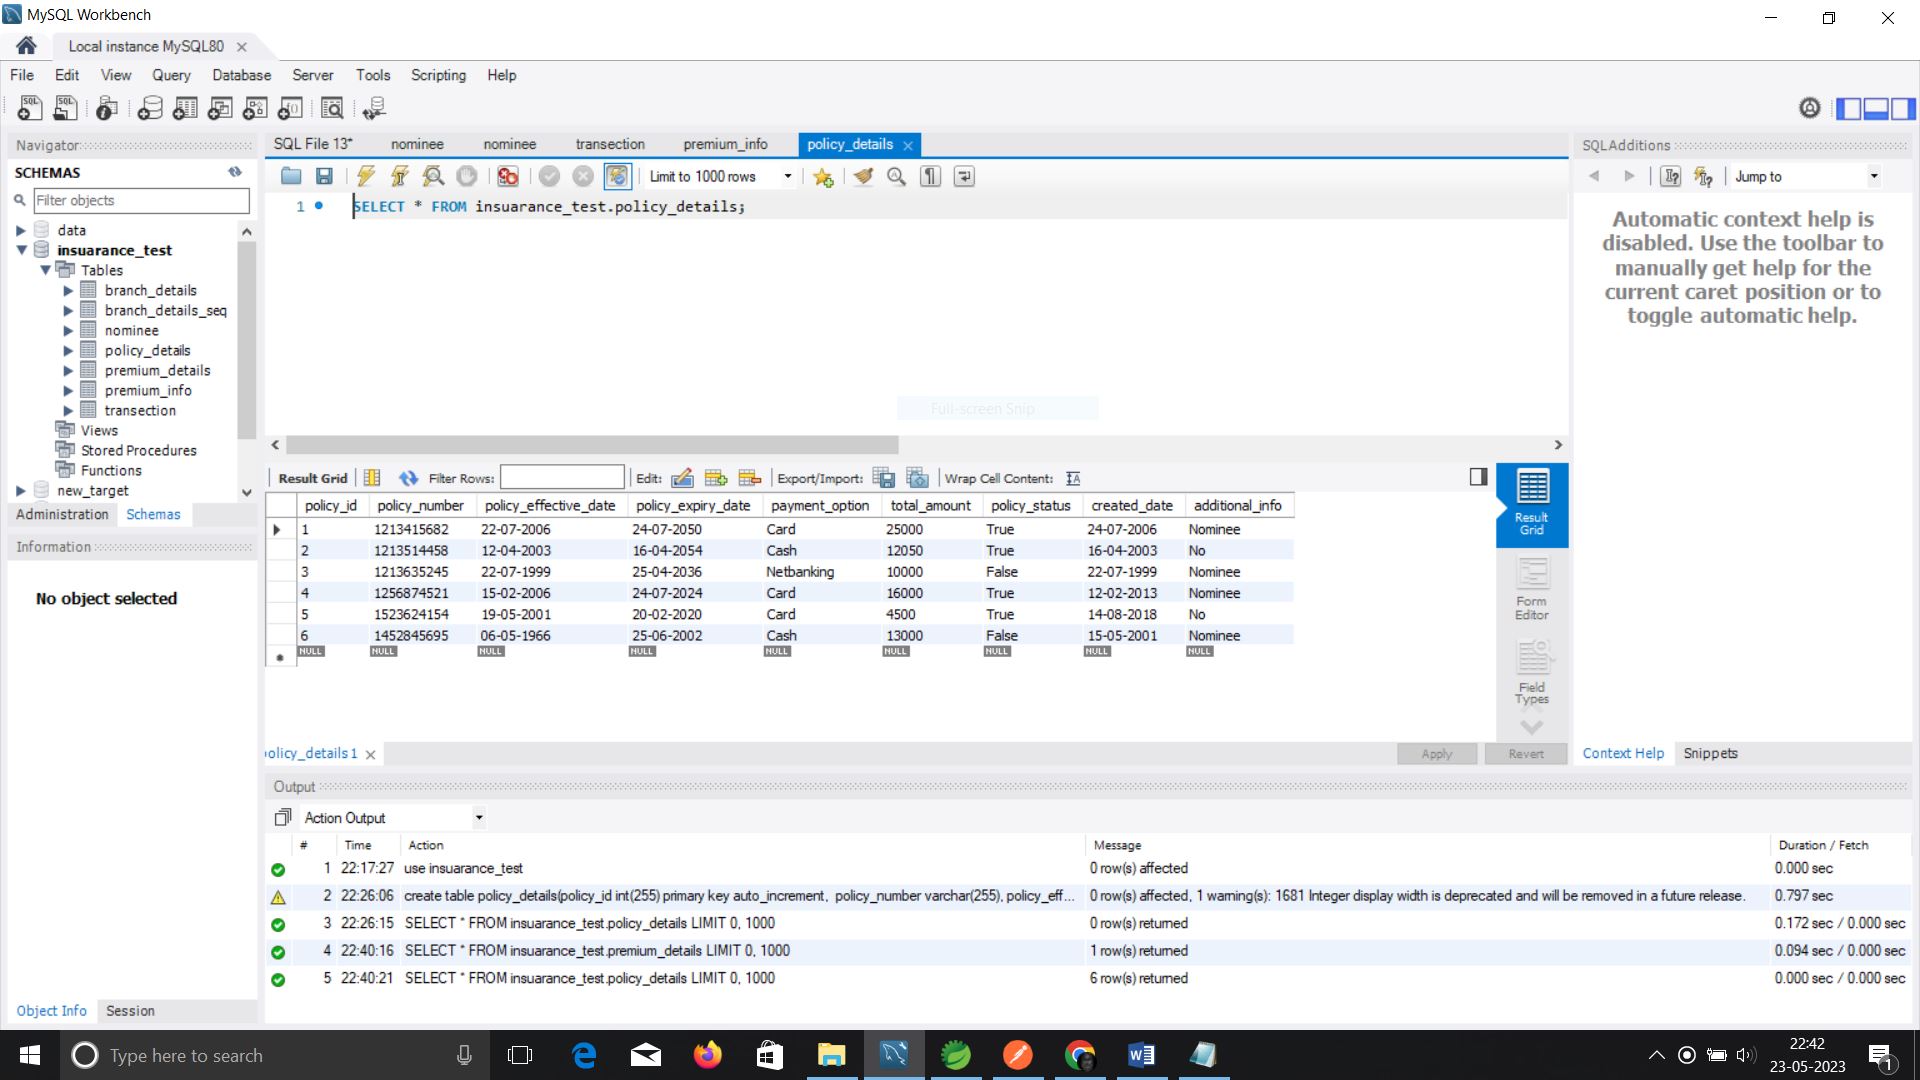 MySQL Workbench
Local instance MySQL80
File Edit View Query Database Server Tools Scripting Help
Navigator
SCHEMAS
Filter objects
data
insuarance_test
Tables
branch_details
branch_details_seq
nominee
policy_details
premium_details
premium_info
transection
Views
Stored Procedures
Functions
new_target
Administration Schemas
Information
No object selected
Object Info Session
SQL File 13* nominee nominee transection premium_info policy_details
Limit to 1000 rows
1 SELECT * FROM insuarance_test.policy_details;
Full-screen Snip
Result Grid Filter Rows: Edit: Export/Import: Wrap Cell Content:
policy_id policy_number policy_effective_date policy_expiry_date payment_option total_amount policy_status created_date additional_info
1 1213415682 22-07-2006 24-07-2050 Card 25000 True 24-07-2006 Nominee
2 1213514458 12-04-2003 16-04-2054 Cash 12050 True 16-04-2003 No
3 1213635245 22-07-1999 25-04-2036 Netbanking 10000 False 22-07-1999 Nominee
4 1256874521 15-02-2006 24-07-2024 Card 16000 True 12-02-2013 Nominee
5 1523624154 19-05-2001 20-02-2020 Card 4500 True 14-08-2018 No
6 1452845695 06-05-1966 25-06-2002 Cash 13000 False 15-05-2001 Nominee
NULL NULL NULL NULL NULL NULL NULL NULL NULL
Result
Grid
Form
Editor
Field
Types
olicy_details 1
Apply Revert
SQLAdditions
Jump to
Automatic context help is
disabled. Use the toolbar to
manually get help for the
current caret position or to
toggle automatic help.
Context Help Snippets
Output
Action Output
# Time Action Message Duration / Fetch
1 22:17:27 use insuarance_test 0 row(s) affected 0.000 sec
2 22:26:06 create table policy_details(policy_id int(255) primary key auto_increment, policy_number varchar(255), policy_eff... 0 row(s) affected, 1 warning(s): 1681 Integer display width is deprecated and will be removed in a future release. 0.797 sec
3 22:26:15 SELECT * FROM insuarance_test.policy_details LIMIT 0, 1000 0 row(s) returned 0.172 sec / 0.000 sec
4 22:40:16 SELECT * FROM insuarance_test.premium_details LIMIT 0, 1000 1 row(s) returned 0.094 sec / 0.000 sec
5 22:40:21 SELECT * FROM insuarance_test.policy_details LIMIT 0, 1000 6 row(s) returned 0.000 sec / 0.000 sec
Type here to search
22:42
23-05-2023
1